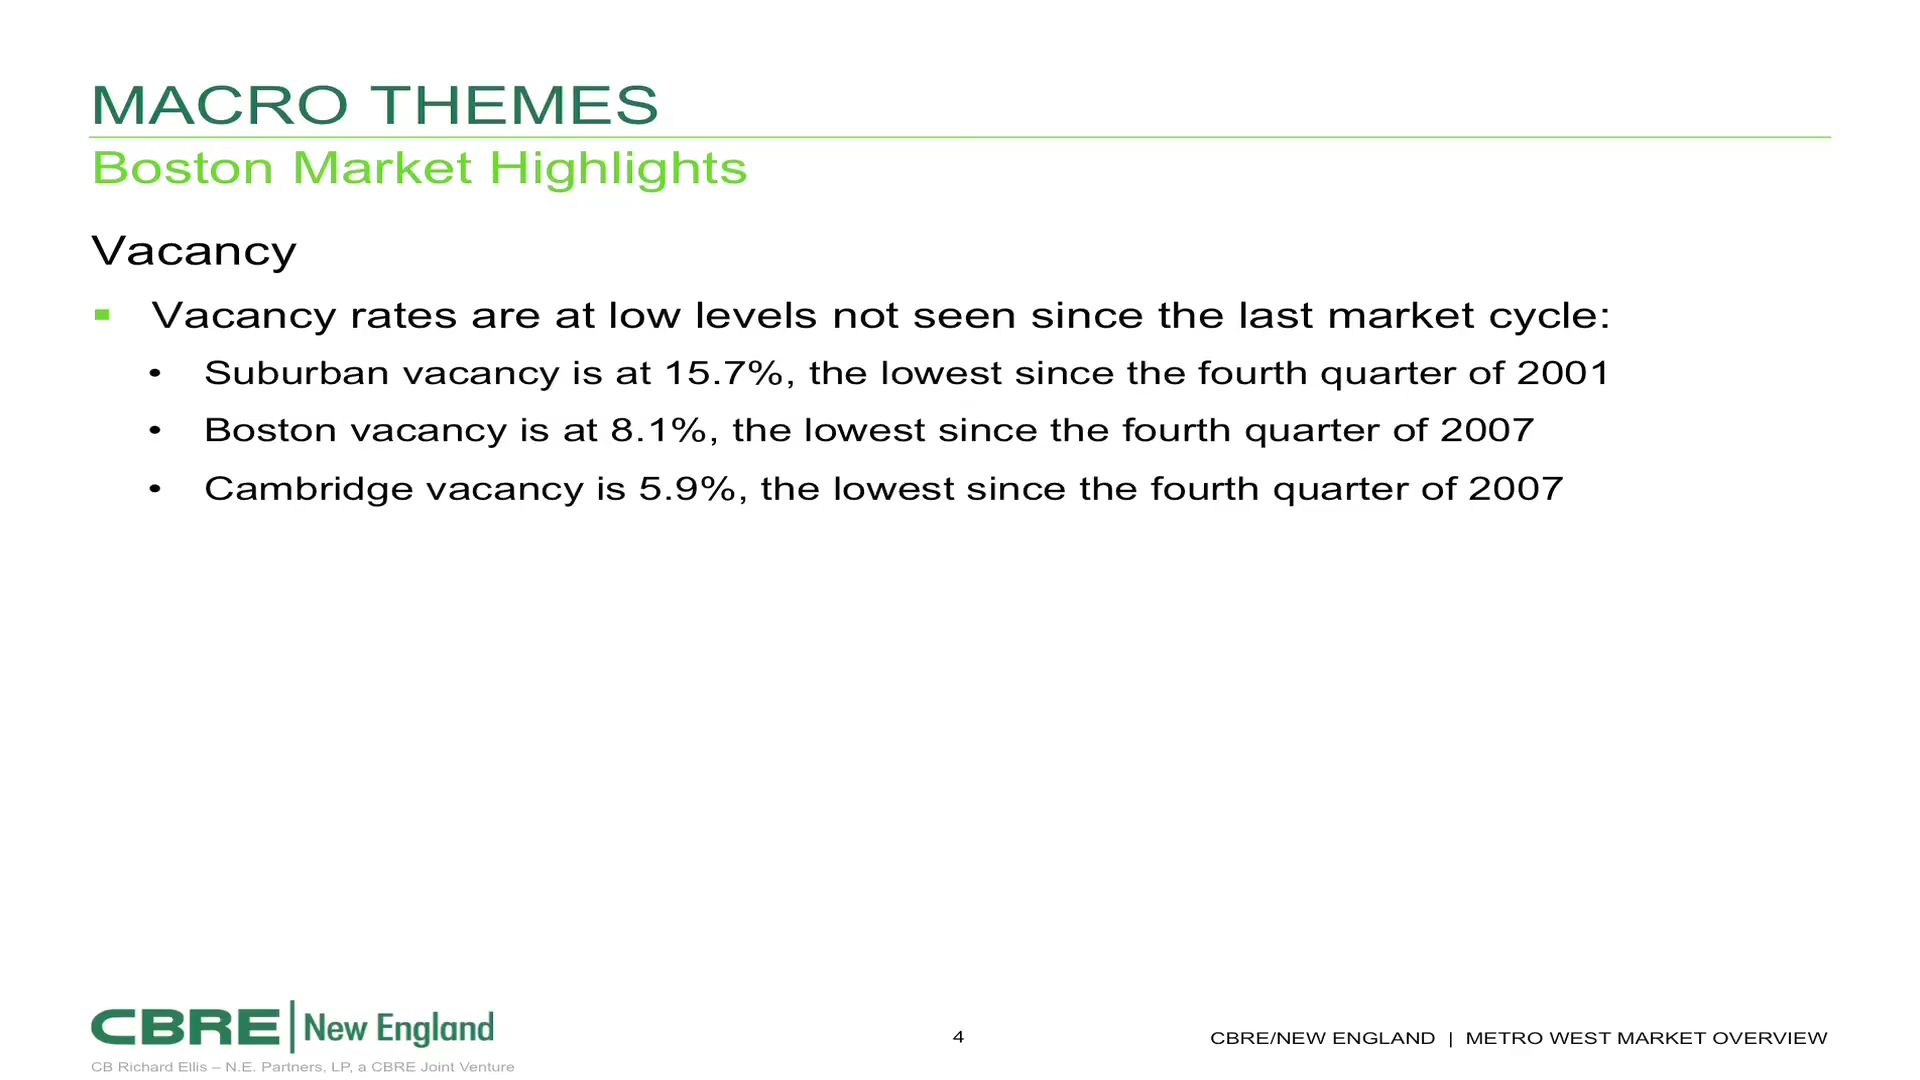 MACRO THEMES
Boston Market Highlights
Vacancy
▪ Vacancy rates are at low levels not seen since the last market cycle:
• Suburban vacancy is at 15.7%, the lowest since the fourth quarter of 2001
• Boston vacancy is at 8.1%, the lowest since the fourth quarter of 2007
• Cambridge vacancy is 5.9%, the lowest since the fourth quarter of 2007
CBRE | New England
CB Richard Ellis – N.E. Partners, LP, a CBRE Joint Venture
4
CBRE/NEW ENGLAND | METRO WEST MARKET OVERVIEW